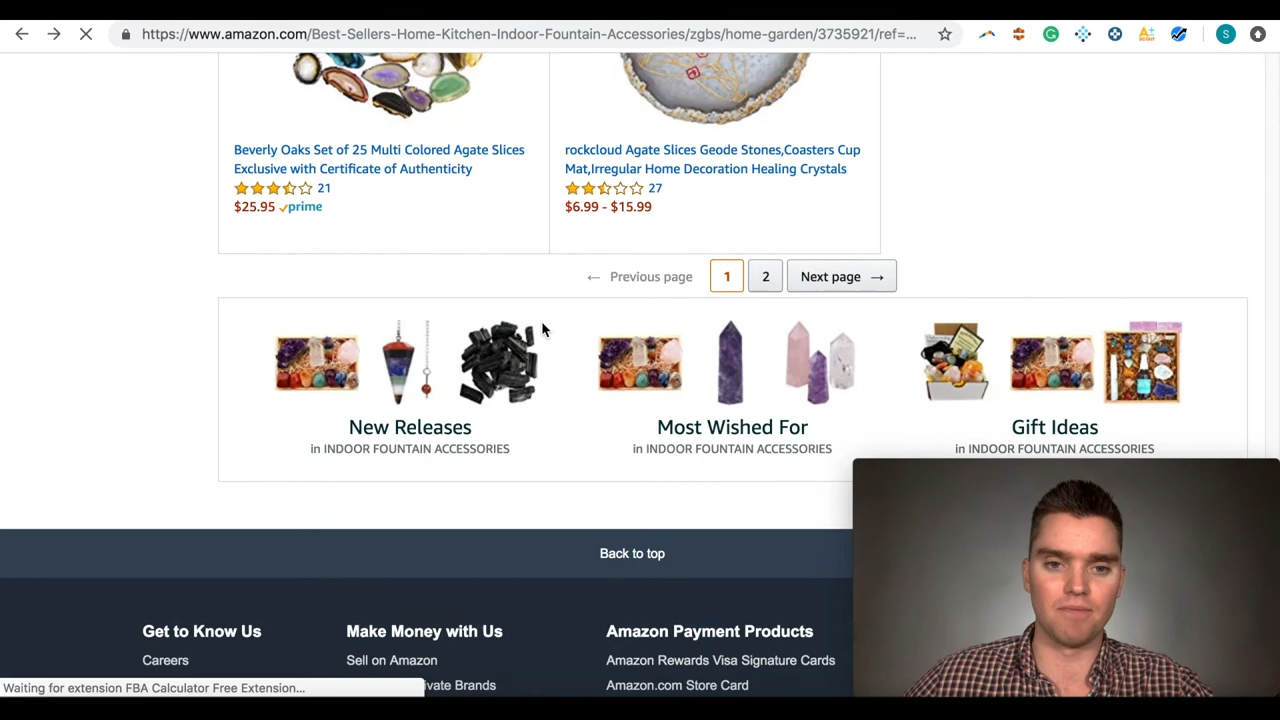 https://www.amazon.com/Best-Sellers-Home-Kitchen-Indoor-Fountain-Accessories/zgbs/home-garden/3735921/ref=...
S
Beverly Oaks Set of 25 Multi Colored Agate Slices
Exclusive with Certificate of Authenticity
21
$25.95 prime
rockcloud Agate Slices Geode Stones,Coasters Cup
Mat,Irregular Home Decoration Healing Crystals
27
$6.99 - $15.99
← Previous page 1 2 Next page →
New Releases
in INDOOR FOUNTAIN ACCESSORIES
Most Wished For
in INDOOR FOUNTAIN ACCESSORIES
Gift Ideas
in INDOOR FOUNTAIN ACCESSORIES
Back to top
Get to Know Us
Careers
Make Money with Us
Sell on Amazon
Brands
Amazon Payment Products
Amazon Rewards Visa Signature Cards
Amazon.com Store Card
Waiting for extension FBA Calculator Free Extension...